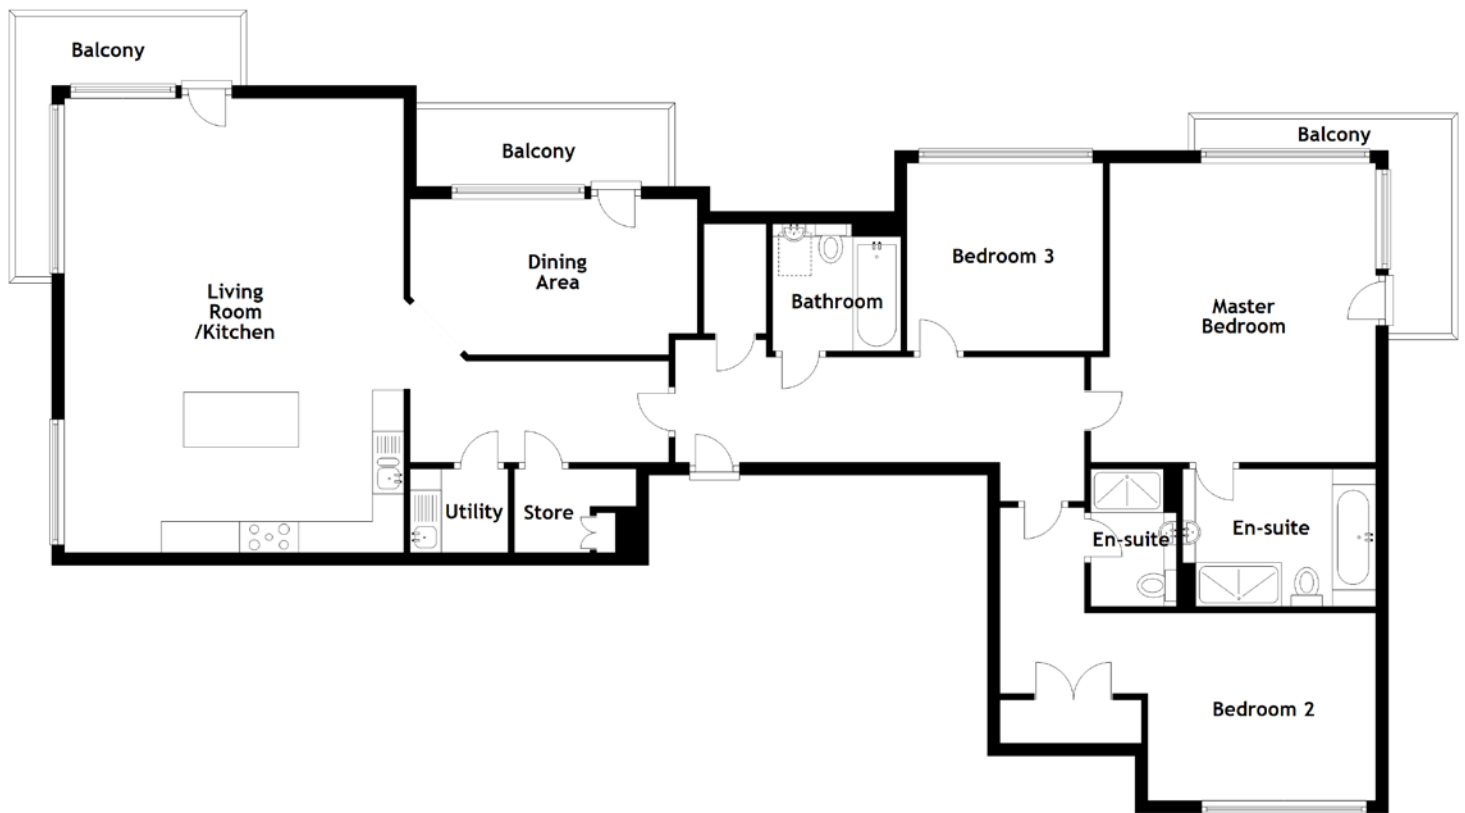 Balcony
Balcony
Balcony
Living
Room
/Kitchen
Dining
Area
Bathroom
Bedroom 3
Master
Bedroom
Utility
Store
En-suite
En-suite
Bedroom 2